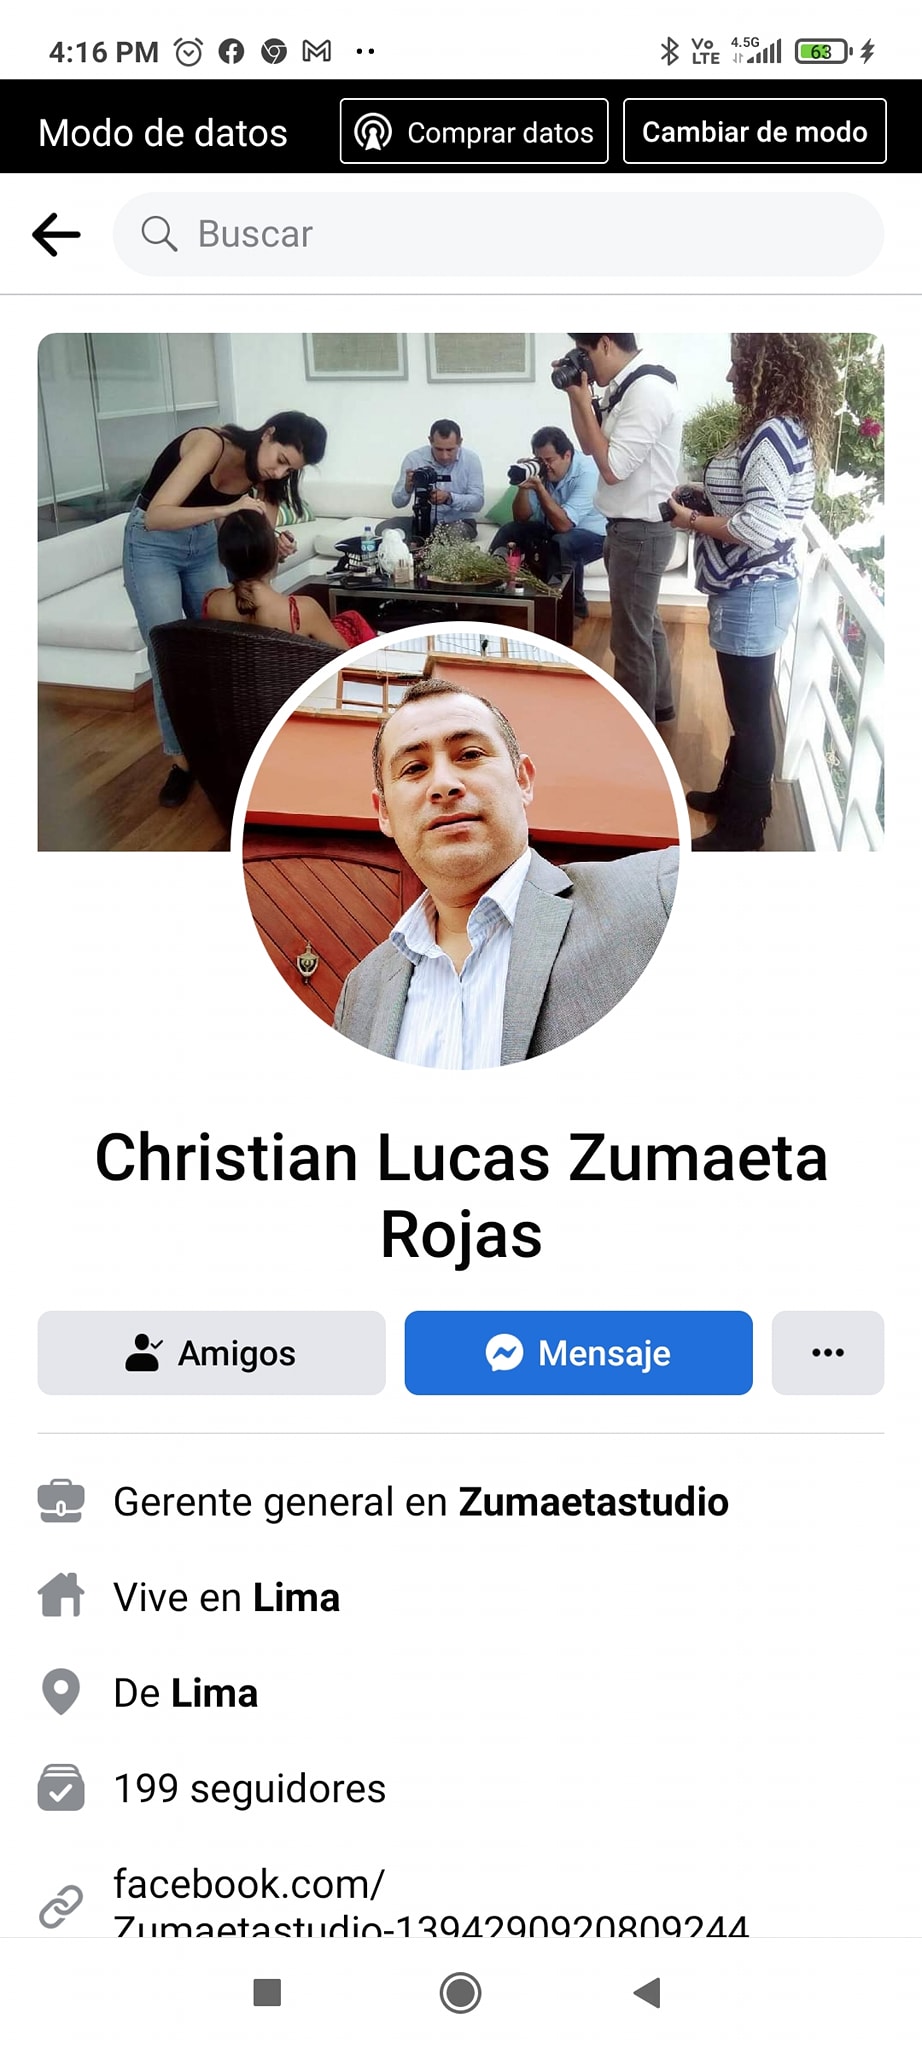 4:16 PM
Vo LTE 4.5G 63
Modo de datos
Comprar datos
Cambiar de modo
Buscar
Christian Lucas Zumaeta
Rojas
Amigos
Mensaje
Gerente general en Zumaetastudio
Vive en Lima
De Lima
199 seguidores
facebook.com/
Zumaetastudio-1394290920809244